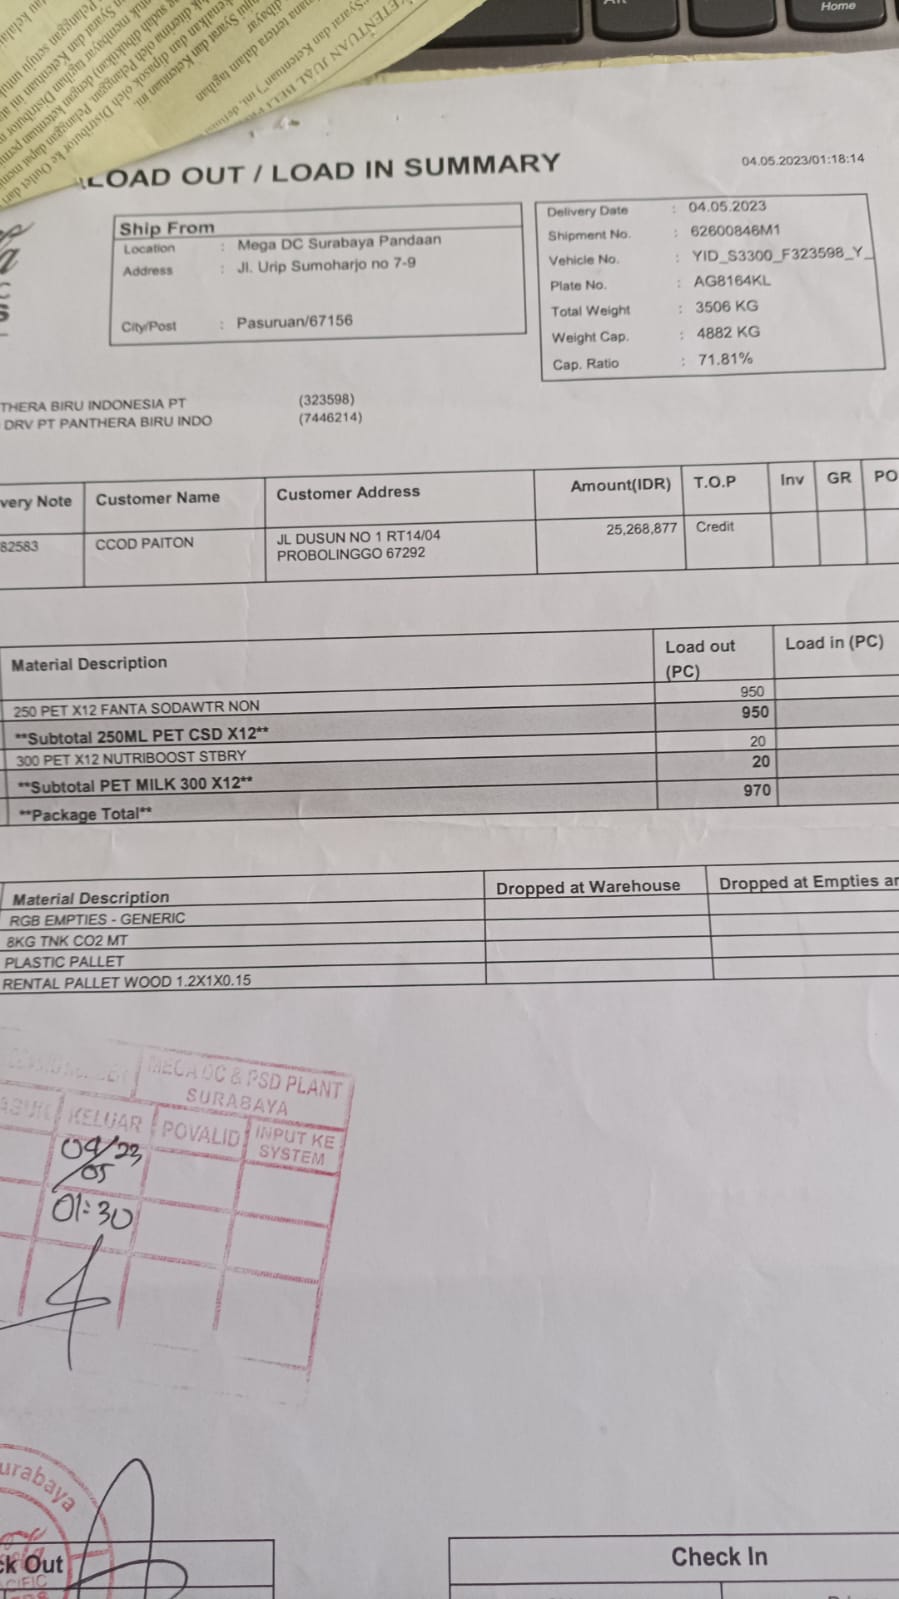 Home
LOAD OUT / LOAD IN SUMMARY
04.05.2023/01:18:14
Ship From
Location : Mega DC Surabaya Pandaan
Address : Jl. Urip Sumoharjo no 7-9
City/Post : Pasuruan/67156
Delivery Date : 04.05.2023
Shipment No. : 62600846M1
Vehicle No. : YID_S3300_F323598_Y_
Plate No. : AG8164KL
Total Weight : 3506 KG
Weight Cap. : 4882 KG
Cap. Ratio : 71.81%
THERA BIRU INDONESIA PT (323598)
DRV PT PANTHERA BIRU INDO (7446214)
very Note Customer Name Customer Address Amount(IDR) T.O.P Inv GR PO
82583 CCOD PAITON JL DUSUN NO 1 RT14/04 25,268,877 Credit
PROBOLINGGO 67292
Material Description Load out Load in (PC)
(PC)
250 PET X12 FANTA SODAWTR NON 950
**Subtotal 250ML PET CSD X12** 950
300 PET X12 NUTRIBOOST STBRY 20
**Subtotal PET MILK 300 X12** 20
**Package Total** 970
Material Description Dropped at Warehouse Dropped at Empties ar
RGB EMPTIES - GENERIC
8KG TNK CO2 MT
PLASTIC PALLET
RENTAL PALLET WOOD 1.2X1X0.15
MEGA DC & PSD PLANT
SURABAYA
KELUAR POVALID INPUT KE
SYSTEM
04/23
05
01:30
urabaya
ck Out
CIFIC
Check In